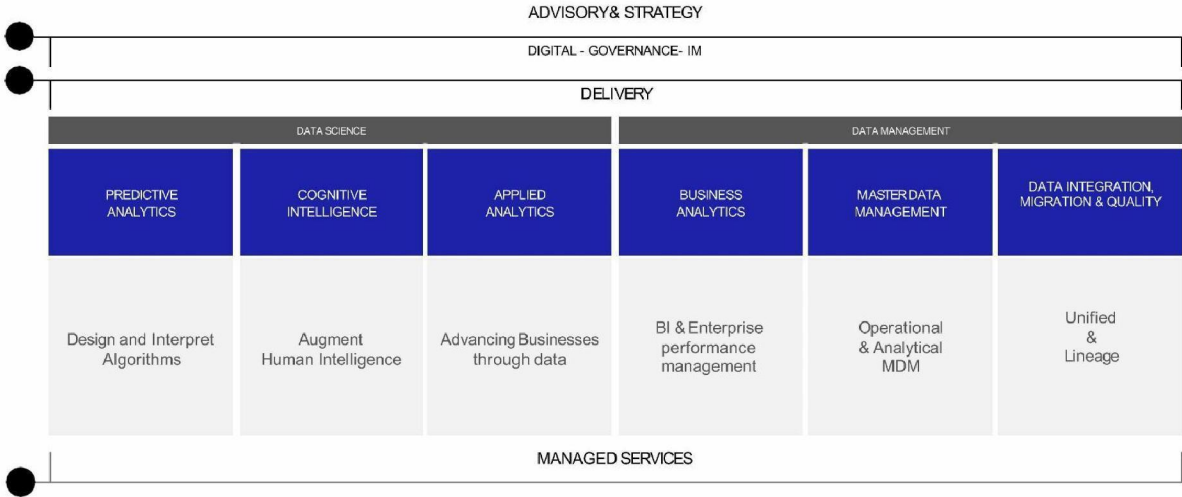 ADVISORY & STRATEGY
DIGITAL - GOVERNANCE - IM
DELIVERY
DATA SCIENCE
DATA MANAGEMENT
PREDICTIVE
ANALYTICS
COGNITIVE
INTELLIGENCE
APPLIED
ANALYTICS
BUSINESS
ANALYTICS
MASTER DATA
MANAGEMENT
DATA INTEGRATION,
MIGRATION & QUALITY
Design and Interpret
Algorithms
Augment
Human Intelligence
Advancing Businesses
through data
BI & Enterprise
performance
management
Operational
& Analytical
MDM
Unified
&
Lineage
MANAGED SERVICES